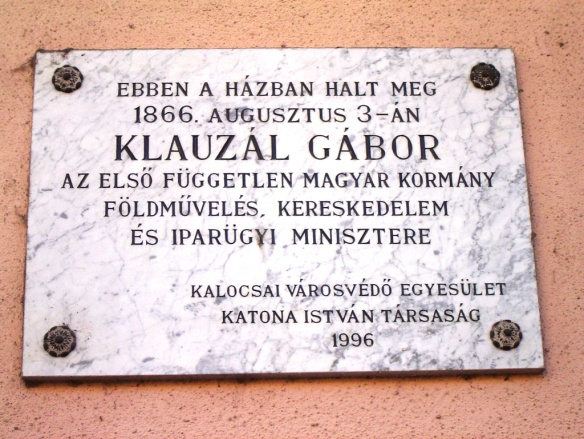 EBBEN A HÁZBAN HALT MEG
1866. AUGUSZTUS 3-ÁN
KLAUZÁL GÁBOR
AZ ELSŐ FÜGGETLEN MAGYAR KORMÁNY
FÖLDMŰVELÉS, KERESKEDELEM
ÉS IPARÜGYI MINISZTERE
KALOCSAI VÁROSVÉDŐ EGYESÜLET
KATONA ISTVÁN TÁRSASÁG
1996